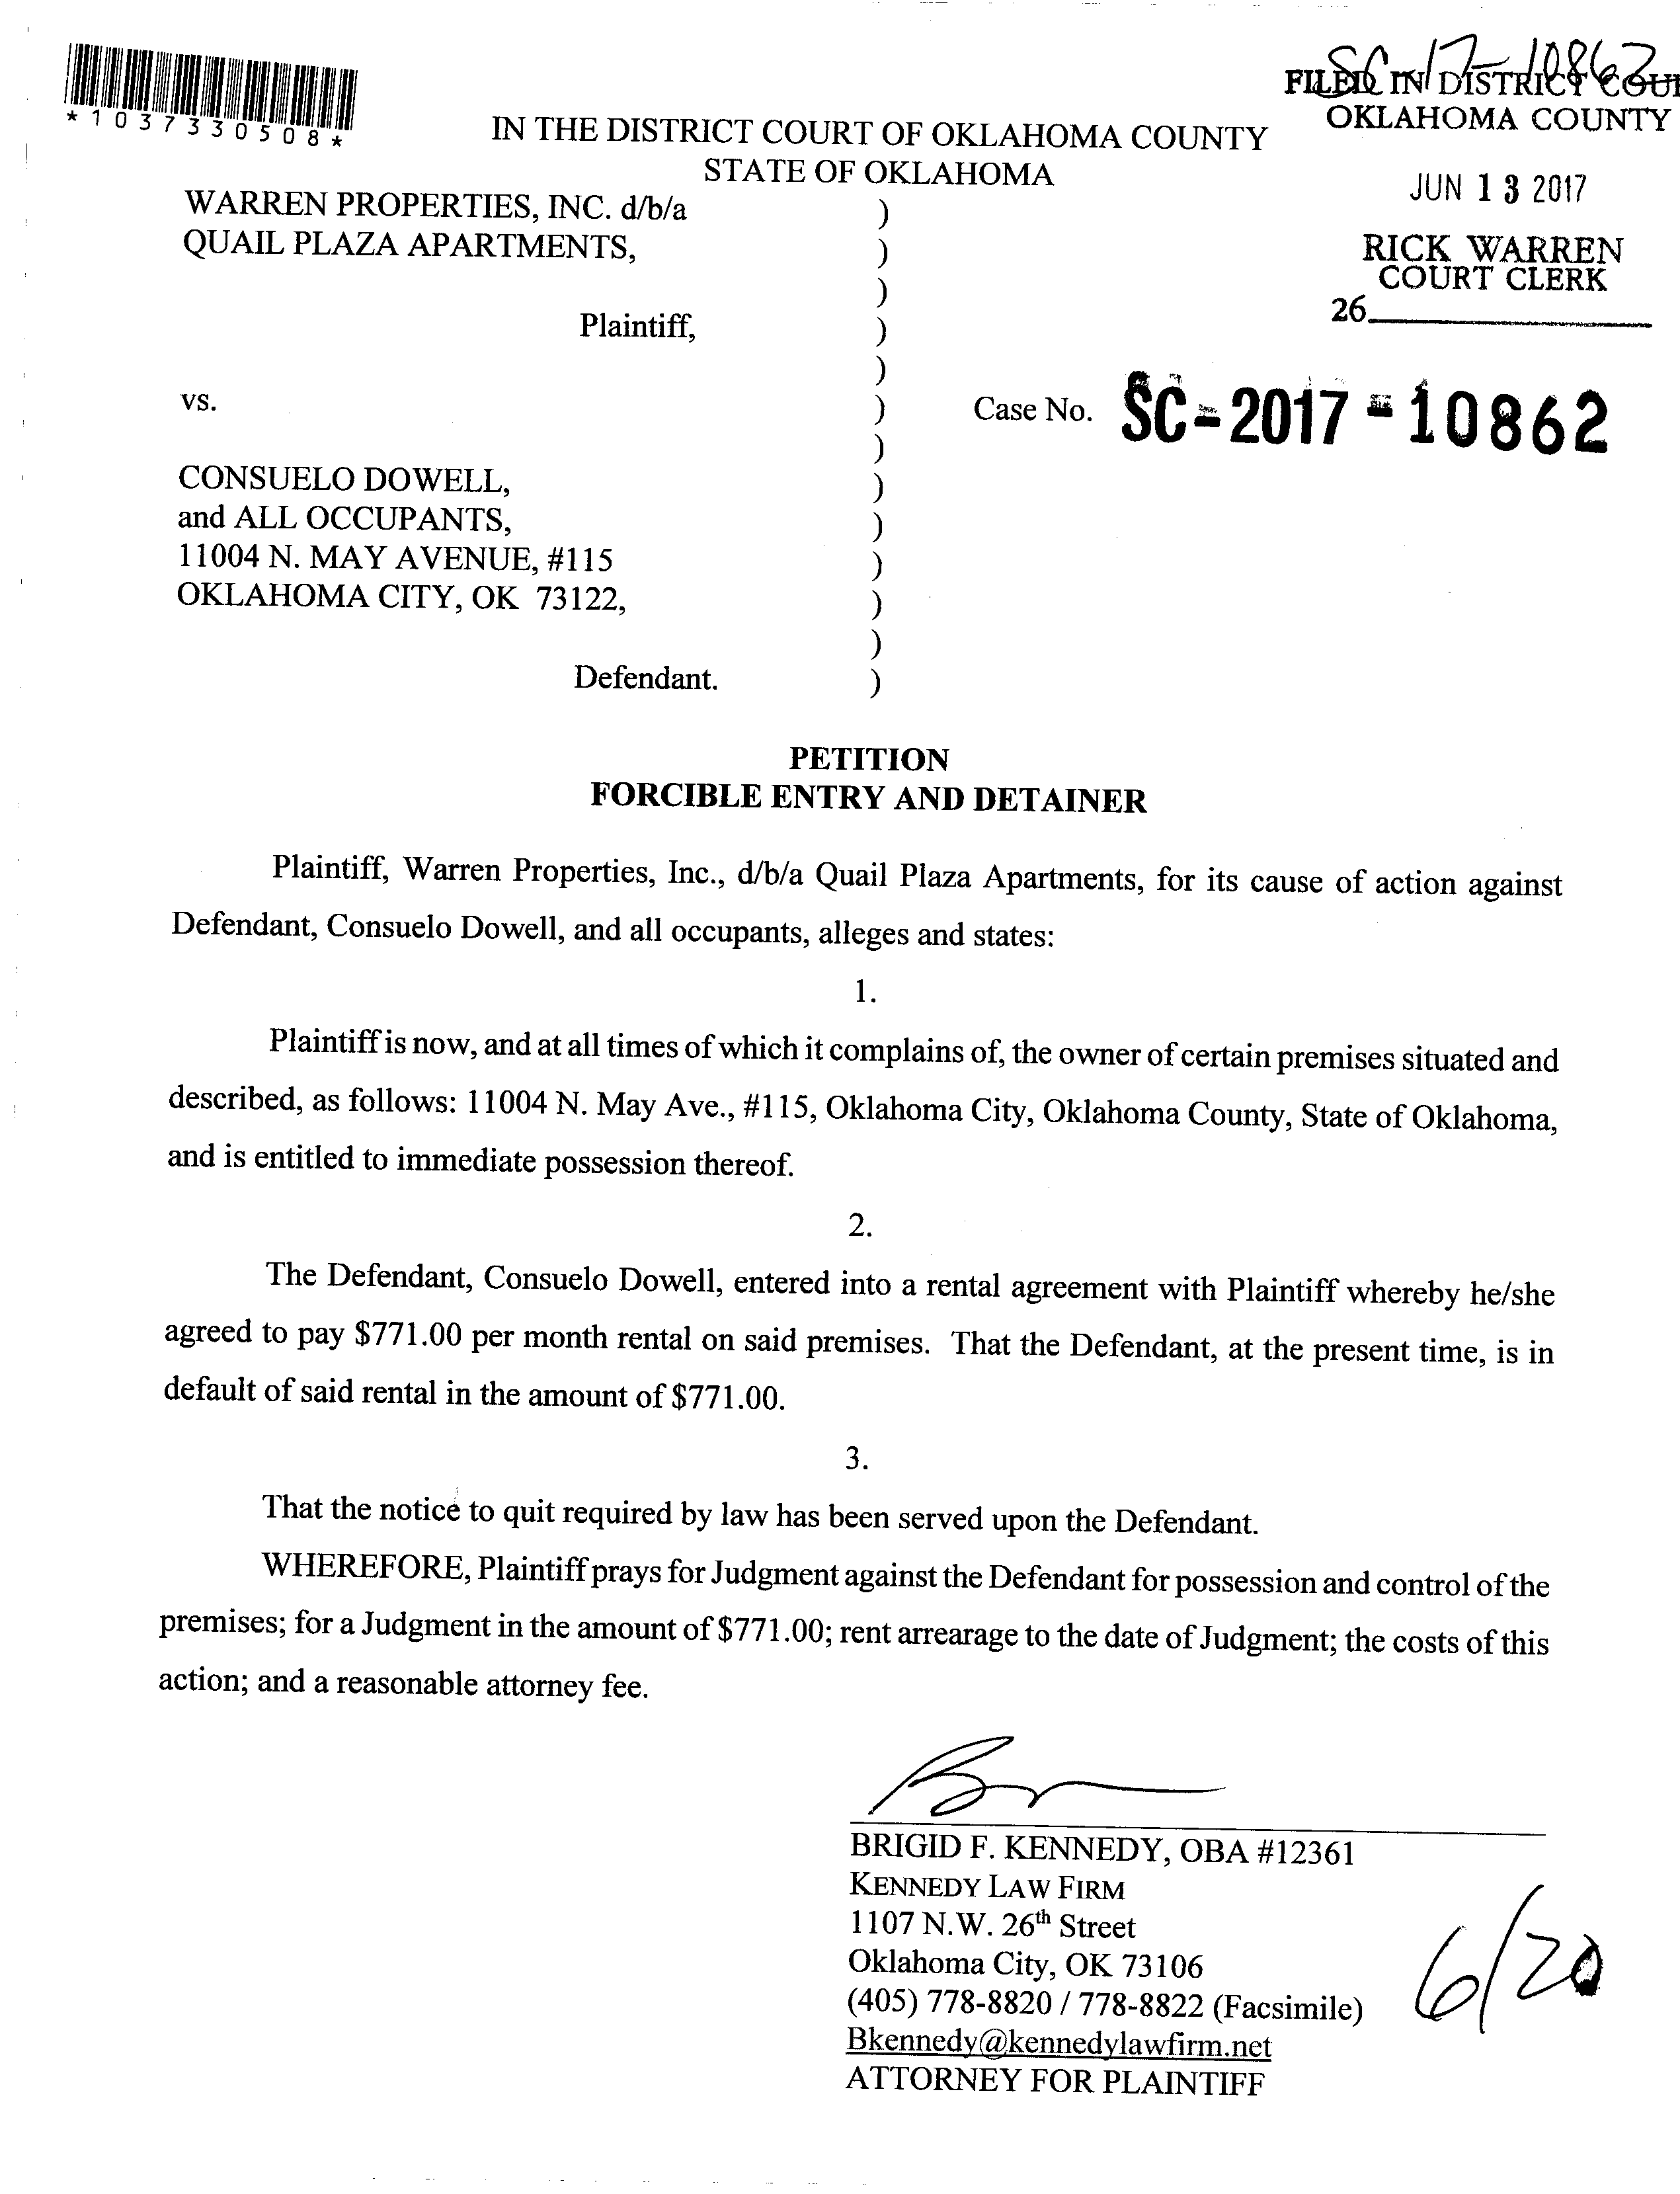 SC-17-10862
FILED IN DISTRICT COU
OKLAHOMA COUNTY
*1037330508*
IN THE DISTRICT COURT OF OKLAHOMA COUNTY
STATE OF OKLAHOMA
JUN 13 2017
RICK WARREN
COURT CLERK
26
WARREN PROPERTIES, INC. d/b/a )
QUAIL PLAZA APARTMENTS, )
)
Plaintiff, )
)
vs. ) Case No. SC-2017-10862
)
CONSUELO DOWELL, )
and ALL OCCUPANTS, )
11004 N. MAY AVENUE, #115 )
OKLAHOMA CITY, OK 73122, )
)
Defendant. )
PETITION
FORCIBLE ENTRY AND DETAINER
Plaintiff, Warren Properties, Inc., d/b/a Quail Plaza Apartments, for its cause of action against
Defendant, Consuelo Dowell, and all occupants, alleges and states:
1.
Plaintiff is now, and at all times of which it complains of, the owner of certain premises situated and
described, as follows: 11004 N. May Ave., #115, Oklahoma City, Oklahoma County, State of Oklahoma,
and is entitled to immediate possession thereof.
2.
The Defendant, Consuelo Dowell, entered into a rental agreement with Plaintiff whereby he/she
agreed to pay $771.00 per month rental on said premises. That the Defendant, at the present time, is in
default of said rental in the amount of $771.00.
3.
That the notice to quit required by law has been served upon the Defendant.
WHEREFORE, Plaintiff prays for Judgment against the Defendant for possession and control of the
premises; for a Judgment in the amount of $771.00; rent arrearage to the date of Judgment; the costs of this
action; and a reasonable attorney fee.
BRIGID F. KENNEDY, OBA #12361
KENNEDY LAW FIRM
1107 N.W. 26th Street
Oklahoma City, OK 73106
(405) 778-8820 / 778-8822 (Facsimile)
Bkennedy@kennedylawfirm.net
ATTORNEY FOR PLAINTIFF
6/20